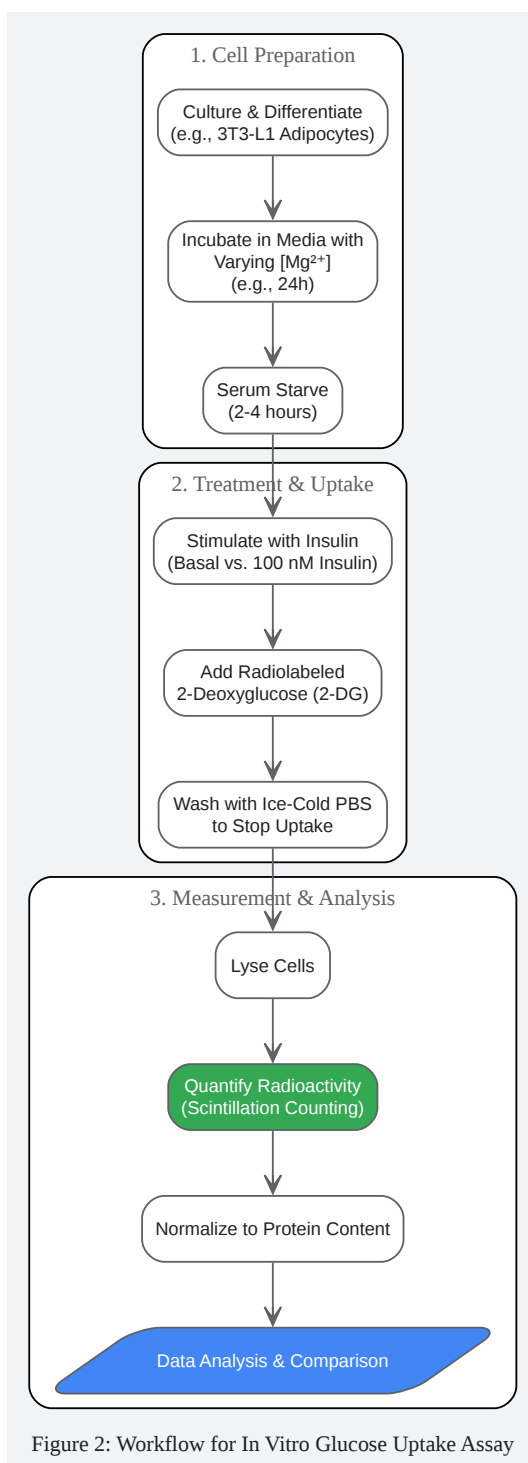 1. Cell Preparation
Culture & Differentiate
(e.g., 3T3-L1 Adipocytes)
Incubate in Media with
Varying [Mg²⁺]
(e.g., 24h)
Serum Starve
(2-4 hours)
2. Treatment & Uptake
Stimulate with Insulin
(Basal vs. 100 nM Insulin)
Add Radiolabeled
2-Deoxyglucose (2-DG)
Wash with Ice-Cold PBS
to Stop Uptake
3. Measurement & Analysis
Lyse Cells
Quantify Radioactivity
(Scintillation Counting)
Normalize to Protein Content
Data Analysis & Comparison
Figure 2: Workflow for In Vitro Glucose Uptake Assay